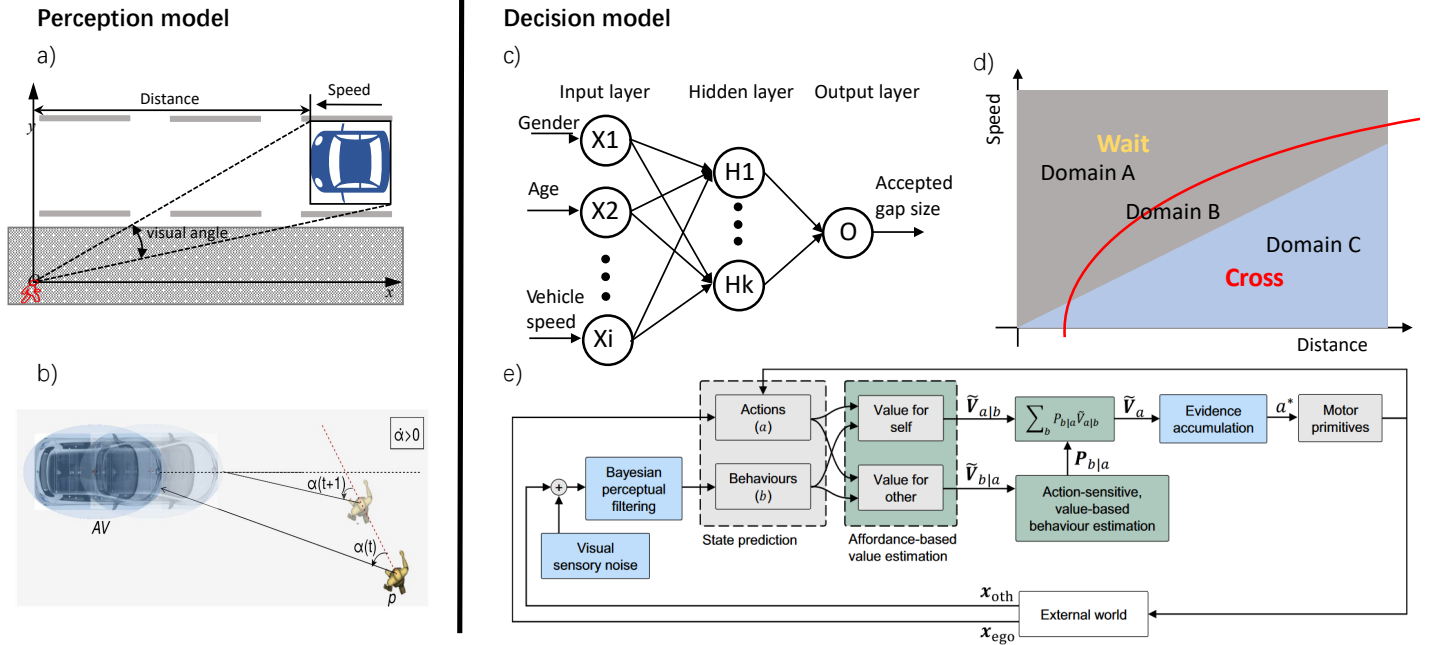 Perception model
a)
Distance
Speed
y
visual angle
x
b)
α̇>0
α(t+1)
α(t)
AV
p
Decision model
c)
Input layer
Hidden layer
Output layer
Gender
X1
Age
X2
Vehicle
speed
Xi
H1
Hk
O
Accepted
gap size
d)
Speed
Wait
Domain A
Domain B
Domain C
Cross
Distance
e)
Actions
(a)
Behaviours
(b)
State prediction
Value for
self
Value for
other
Affordance-based
value estimation
Ṽa|b
Ṽb|a
∑b Pb|aṼa|b
Ṽa
Pb|a
Evidence
accumulation
a*
Motor
primitives
Action-sensitive,
value-based
behaviour estimation
+
Bayesian
perceptual
filtering
Visual
sensory noise
xoth
xego
External world